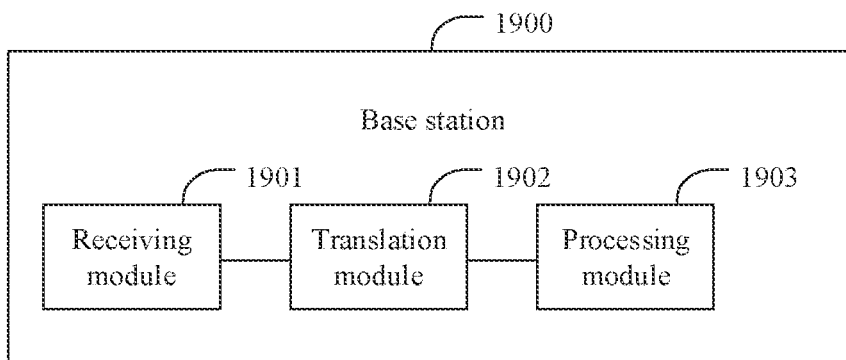 1900
Base station
1901
1902
1903
Receiving
module
Translation
module
Processing
module